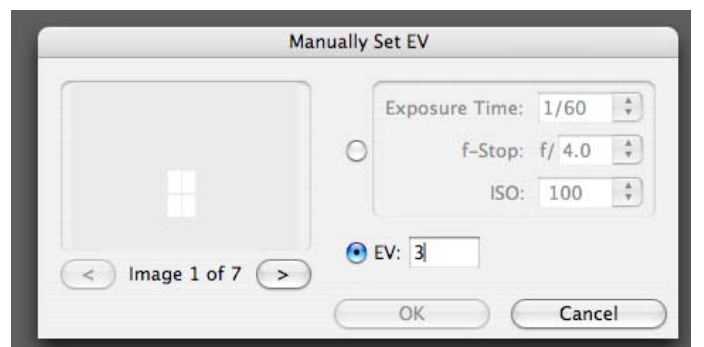 Manually Set EV
Exposure Time: 1/60
f-Stop: f/ 4.0
ISO: 100
EV: 3
< Image 1 of 7 >
OK Cancel